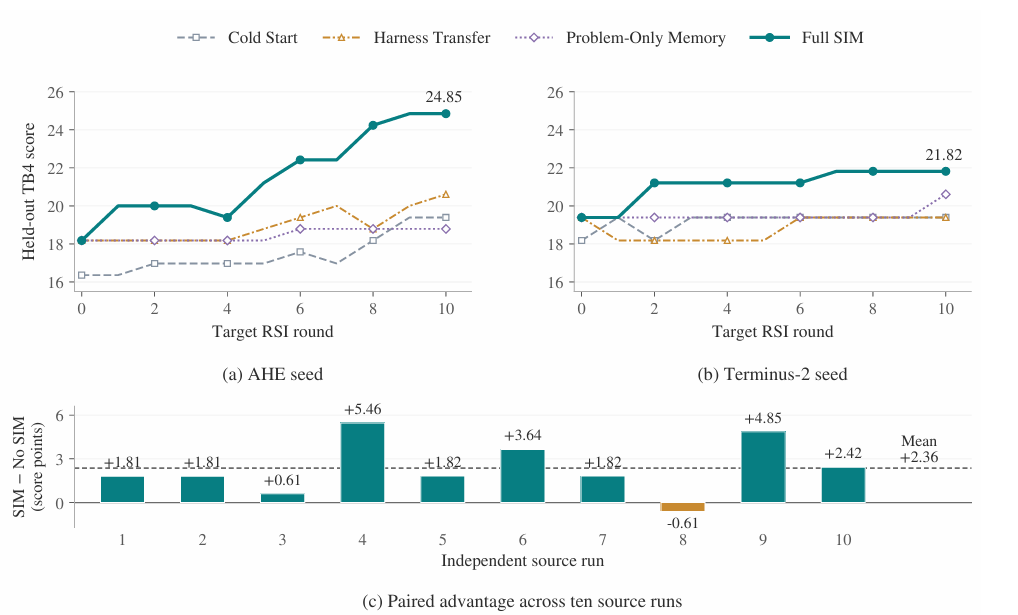 Cold Start Harness Transfer Problem-Only Memory Full SIM
Held-out TB4 score
26
24
22
20
18
16
24.85
0 2 4 6 8 10
Target RSI round
(a) AHE seed
26
24
22
20
18
16
21.82
0 2 4 6 8 10
Target RSI round
(b) Terminus-2 seed
SIM − No SIM
(score points)
6
3
0
+1.81
+1.81
+0.61
+5.46
+1.82
+3.64
+1.82
-0.61
+4.85
+2.42
Mean
+2.36
1 2 3 4 5 6 7 8 9 10
Independent source run
(c) Paired advantage across ten source runs